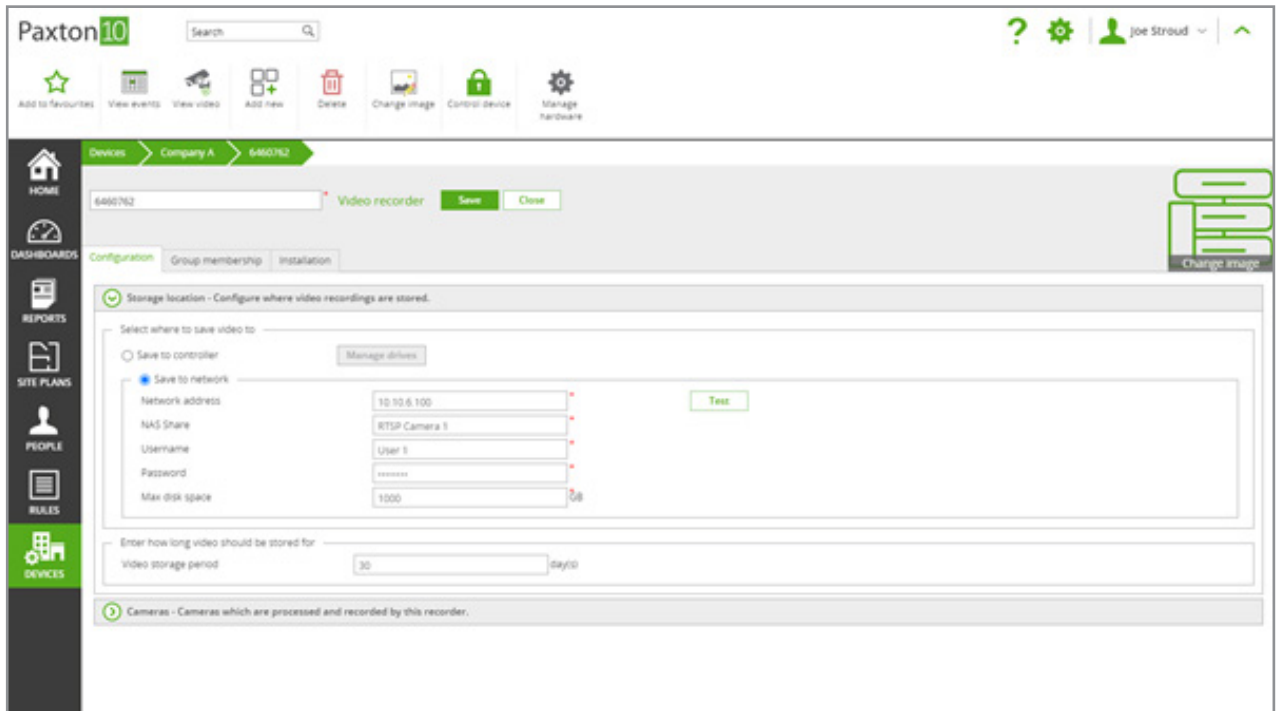 Paxton10
Search
Joe Stroud
Add to favourites
View events
View video
Add new
Delete
Change image
Control device
Manage hardware
Devices
Company A
6460762
HOME
6460762
* Video recorder
Save
Close
DASHBOARDS
Change image
Configuration
Group membership
Installation
REPORTS
Storage location - Configure where video recordings are stored.
Select where to save video to
SITE PLANS
Save to controller
Manage drives
Save to network
Network address
10.10.6.100
*
Test
NAS Share
RTSP Camera 1
*
PEOPLE
Username
User 1
*
Password
********
*
Max disk space
1000
* GB
RULES
Enter how long video should be stored for
Video storage period
30
day(s)
DEVICES
Cameras - Cameras which are processed and recorded by this recorder.